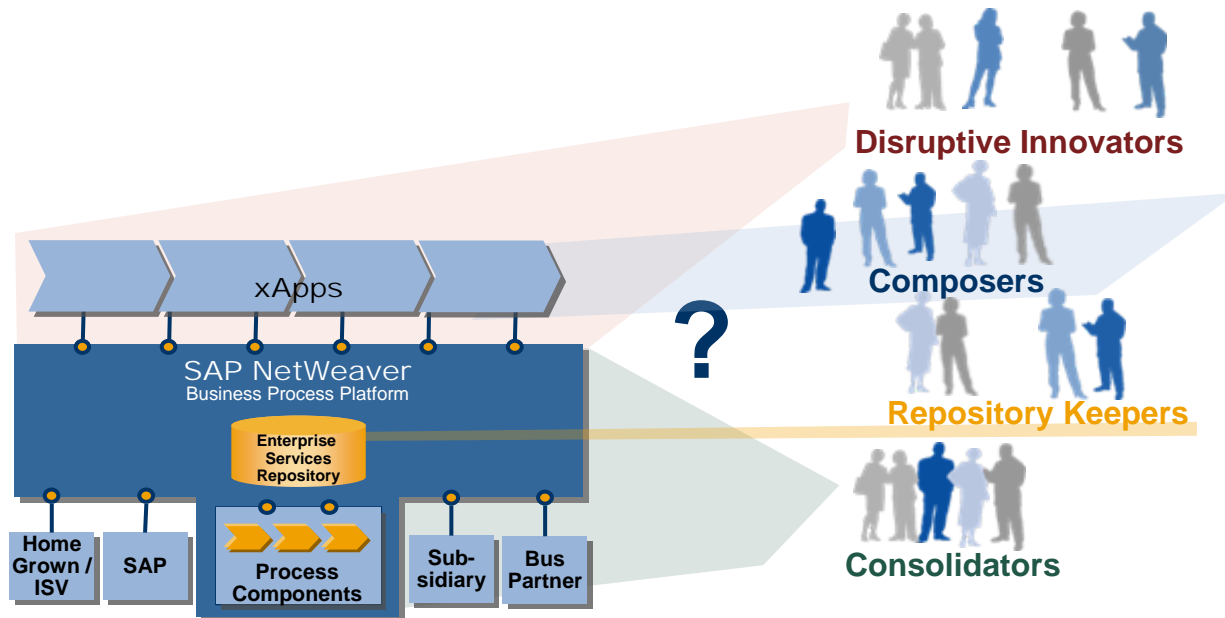 Disruptive Innovators
xApps
Composers
?
SAP NetWeaver
Business Process Platform
Repository Keepers
Enterprise
Services
Repository
Home
Grown /
ISV
SAP
Process
Components
Sub-
sidiary
Bus
Partner
Consolidators